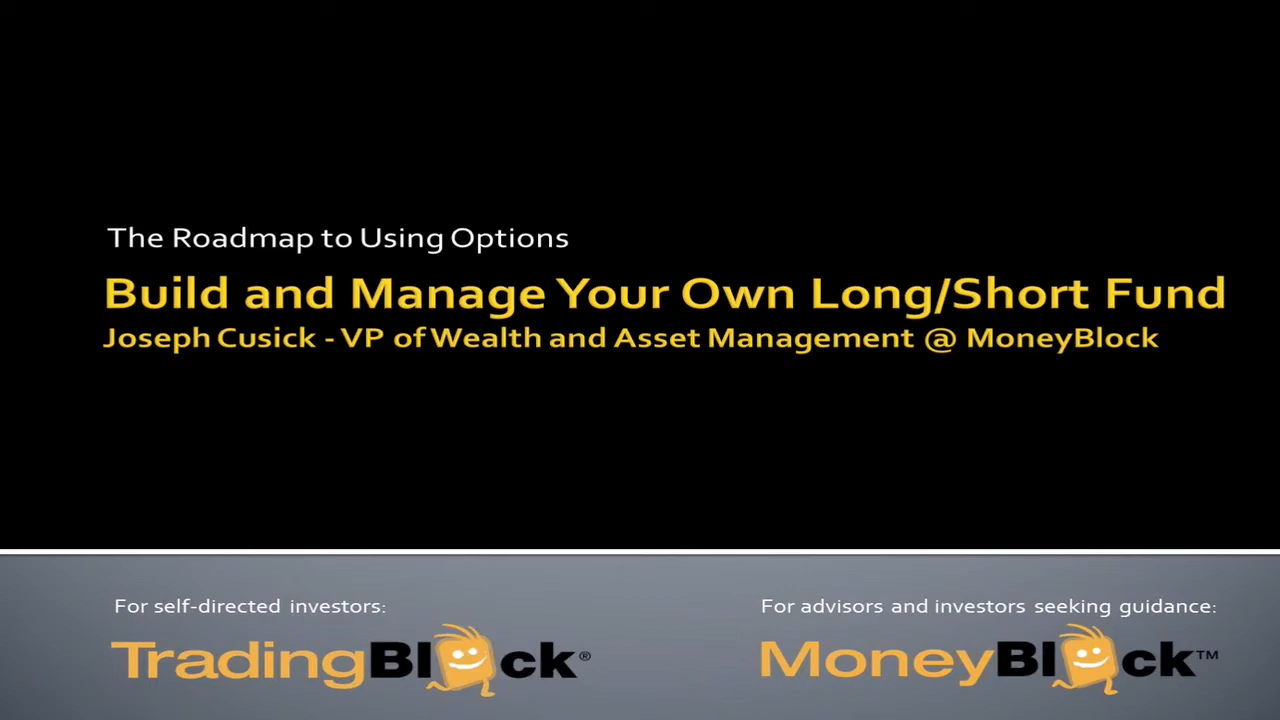 The Roadmap to Using Options
Build and Manage Your Own Long/Short Fund
Joseph Cusick - VP of Wealth and Asset Management @ MoneyBlock
For self-directed investors:
For advisors and investors seeking guidance:
TradingBlock®
MoneyBlock™